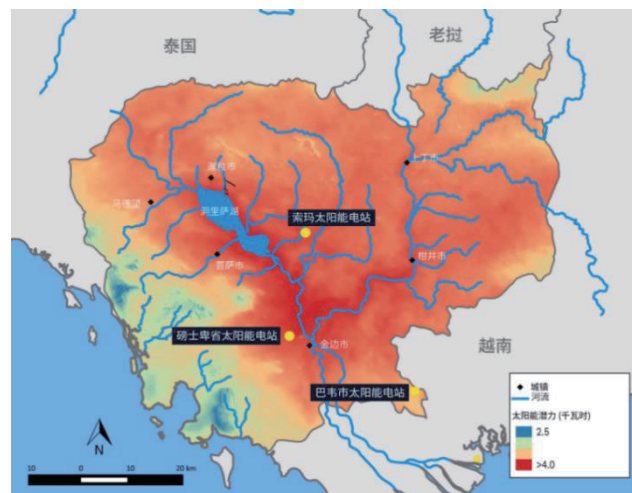 泰国
老挝
暹粒市
上丁市
马德望
洞里萨湖
索玛太阳能电站
菩萨市
桔井市
磅士卑省太阳能电站
金边市
越南
巴韦市太阳能电站
城镇
河流
太阳能潜力 (千瓦时)
2.5
>4.0
N
10 0 10 20 km